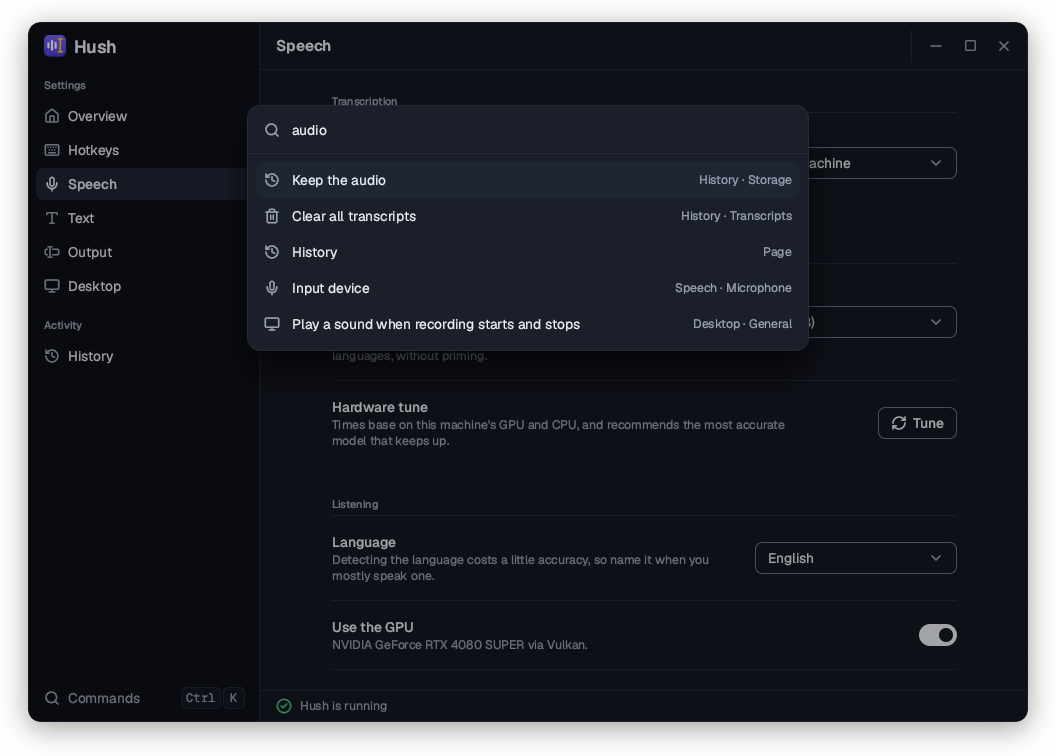 Hush
Settings
Overview
Hotkeys
Speech
Text
Output
Desktop
Activity
History
Commands
Ctrl K
Speech
Transcription
audio
Keep the audio
History · Storage
Clear all transcripts
History · Transcripts
History
Page
Input device
Speech · Microphone
Play a sound when recording starts and stops
Desktop · General
languages, without priming.
Hardware tune
Times base on this machine's GPU and CPU, and recommends the most accurate
model that keeps up.
Tune
Listening
Language
Detecting the language costs a little accuracy, so name it when you
mostly speak one.
English
Use the GPU
NVIDIA GeForce RTX 4080 SUPER via Vulkan.
Hush is running